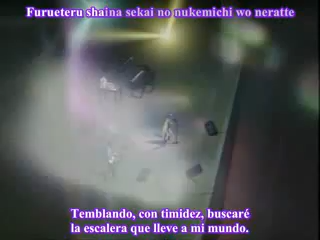 Furueteru shaina sekai no nukemichi wo neratte
Temblando, con timidez, buscaré
la escalera que lleve a mi mundo.